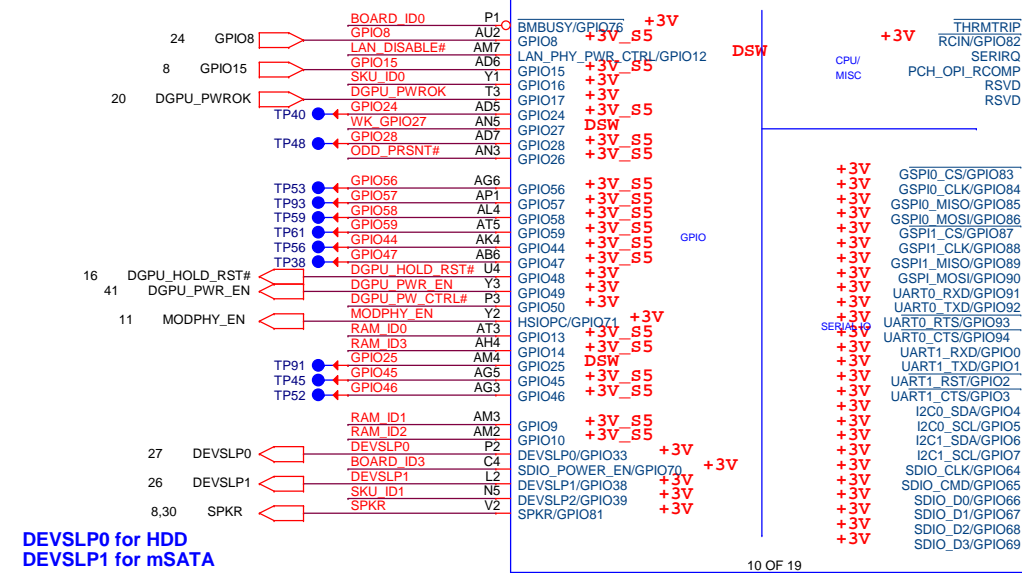 BOARD_ID0 P1 BMBUSY/GPIO76 +3V THRMTRIP
24 GPIO8 GPIO8 AU2 GPIO8 +3V_S5 +3V RCIN/GPIO82
LAN_DISABLE# AM7 LAN_PHY_PWR_CTRL/GPIO12 DSW CPU/ SERIRQ
8 GPIO15 GPIO15 AD6 GPIO15 +3V_S5 MISC PCH_OPI_RCOMP
SKU_ID0 Y1 GPIO16 +3V RSVD
20 DGPU_PWROK DGPU_PWROK T3 GPIO17 +3V RSVD
TP40 GPIO24 AD5 GPIO24 +3V_S5
WK_GPIO27 AN5 GPIO27 DSW
TP48 GPIO28 AD7 GPIO28 +3V_S5
ODD_PRSNT# AN3 GPIO26 +3V_S5
TP53 GPIO56 AG6 GPIO56 +3V_S5 +3V GSPI0_CS/GPIO83
TP93 GPIO57 AP1 GPIO57 +3V_S5 +3V GSPI0_CLK/GPIO84
TP59 GPIO58 AL4 GPIO58 +3V_S5 +3V GSPI0_MISO/GPIO85
TP61 GPIO59 AT5 GPIO59 +3V_S5 GPIO +3V GSPI0_MOSI/GPIO86
TP56 GPIO44 AK4 GPIO44 +3V_S5 +3V GSPI1_CS/GPIO87
TP38 GPIO47 AB6 GPIO47 +3V_S5 +3V GSPI1_CLK/GPIO88
16 DGPU_HOLD_RST# DGPU_HOLD_RST# U4 GPIO48 +3V +3V GSPI1_MISO/GPIO89
41 DGPU_PWR_EN DGPU_PWR_EN Y3 GPIO49 +3V +3V GSPI_MOSI/GPIO90
DGPU_PW_CTRL# P3 GPIO50 +3V +3V UART0_RXD/GPIO91
11 MODPHY_EN MODPHY_EN Y2 HSIOPC/GPIO71 +3V +3V UART0_TXD/GPIO92
RAM_ID0 AT3 GPIO13 +3V_S5 SERIAL IO +3V UART0_RTS/GPIO93
RAM_ID3 AH4 GPIO14 +3V_S5 +3V UART0_CTS/GPIO94
TP91 GPIO25 AM4 GPIO25 DSW +3V UART1_RXD/GPIO0
TP45 GPIO45 AG5 GPIO45 +3V_S5 +3V UART1_TXD/GPIO1
TP52 GPIO46 AG3 GPIO46 +3V_S5 +3V UART1_RST/GPIO2
+3V UART1_CTS/GPIO3
RAM_ID1 AM3 GPIO9 +3V_S5 +3V I2C0_SDA/GPIO4
RAM_ID2 AM2 GPIO10 +3V_S5 +3V I2C0_SCL/GPIO5
27 DEVSLP0 DEVSLP0 P2 DEVSLP0/GPIO33 +3V +3V I2C1_SDA/GPIO6
BOARD_ID3 C4 SDIO_POWER_EN/GPIO70 +3V +3V I2C1_SCL/GPIO7
26 DEVSLP1 DEVSLP1 L2 DEVSLP1/GPIO38 +3V +3V SDIO_CLK/GPIO64
SKU_ID1 N5 DEVSLP2/GPIO39 +3V +3V SDIO_CMD/GPIO65
8,30 SPKR SPKR V2 SPKR/GPIO81 +3V +3V SDIO_D0/GPIO66
+3V SDIO_D1/GPIO67
DEVSLP0 for HDD +3V SDIO_D2/GPIO68
DEVSLP1 for mSATA +3V SDIO_D3/GPIO69
10 OF 19